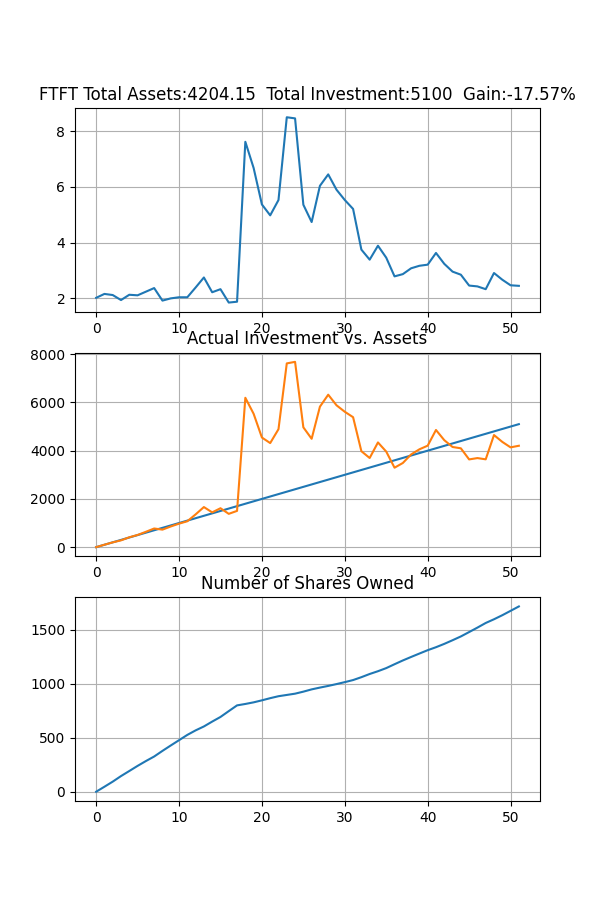 FTFT Total Assets:4204.15  Total Investment:5100  Gain:-17.57%
8
6
4
2
0 10 20 30 40 50
Actual Investment vs. Assets
8000
6000
4000
2000
0
0 10 20 30 40 50
Number of Shares Owned
1500
1000
500
0
0 10 20 30 40 50